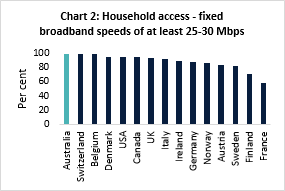 Chart 2: Household access - fixed
broadband speeds of at least 25-30 Mbps
Per cent
100
80
60
40
20
0
Australia
Switzerland
Belgium
Denmark
USA
Canada
UK
Italy
Ireland
Germany
Norway
Austria
Sweden
Finland
France